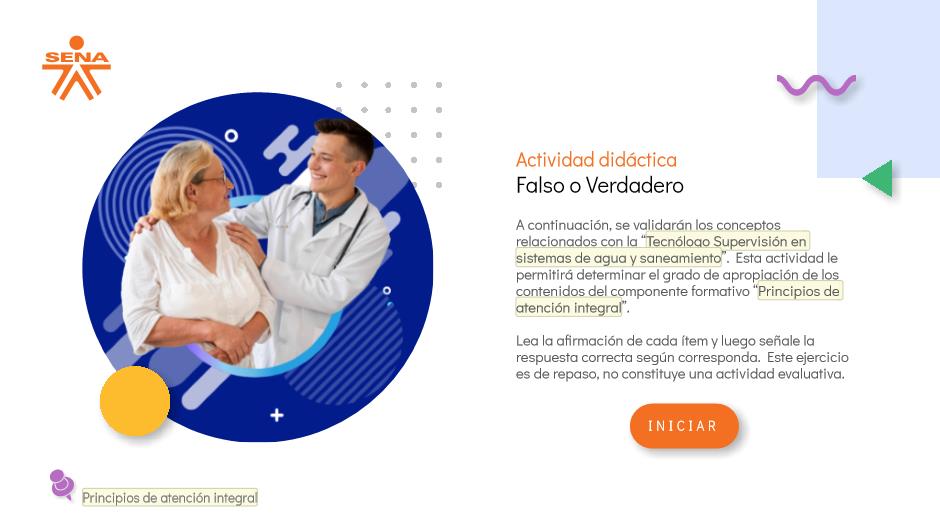 SENA
Actividad didáctica
Falso o Verdadero
A continuación, se validarán los conceptos
relacionados con la “Tecnólogo Supervisión en
sistemas de agua y saneamiento”.  Esta actividad le
permitirá determinar el grado de apropiación de los
contenidos del componente formativo “Principios de
atención integral”.
Lea la afirmación de cada ítem y luego señale la
respuesta correcta según corresponda.  Este ejercicio
es de repaso, no constituye una actividad evaluativa.
INICIAR
Principios de atención integral